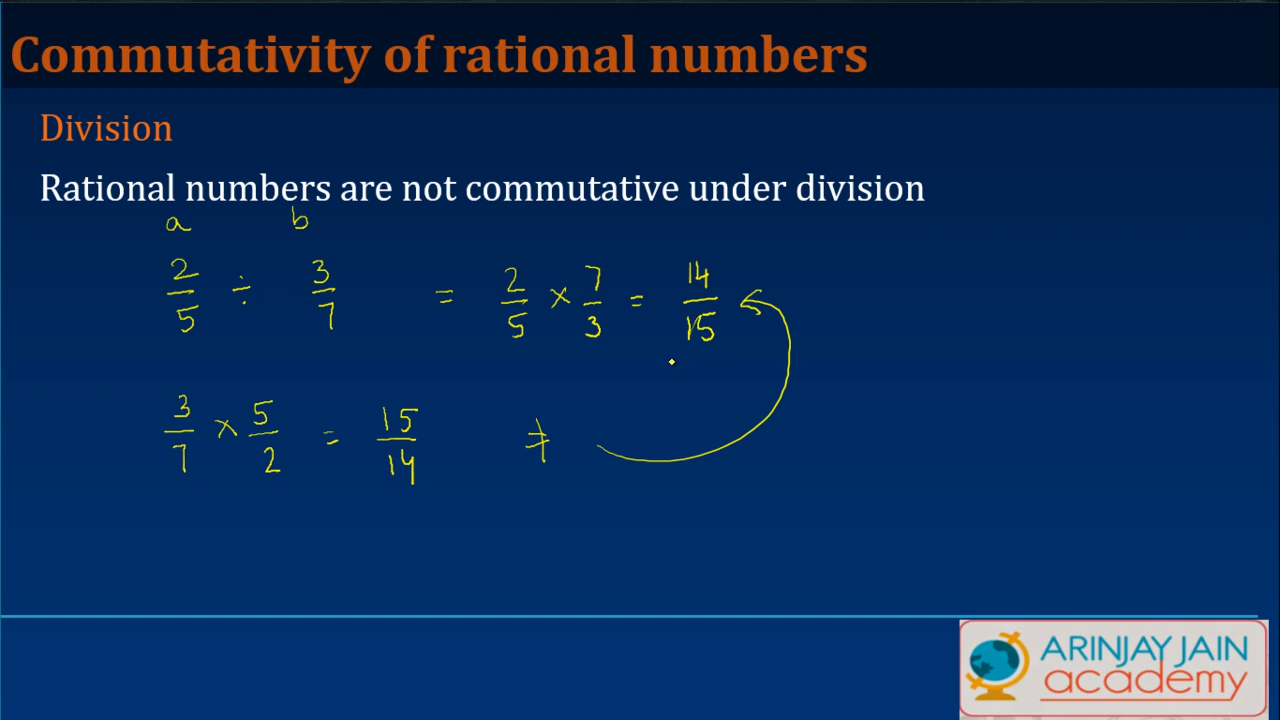 Commutativity of rational numbers
Division
Rational numbers are not commutative under division
a b
2/5 ÷ 3/7 = 2/5 × 7/3 = 14/15
3/7 × 5/2 = 15/14 ≠
ARINJAY JAIN
academy